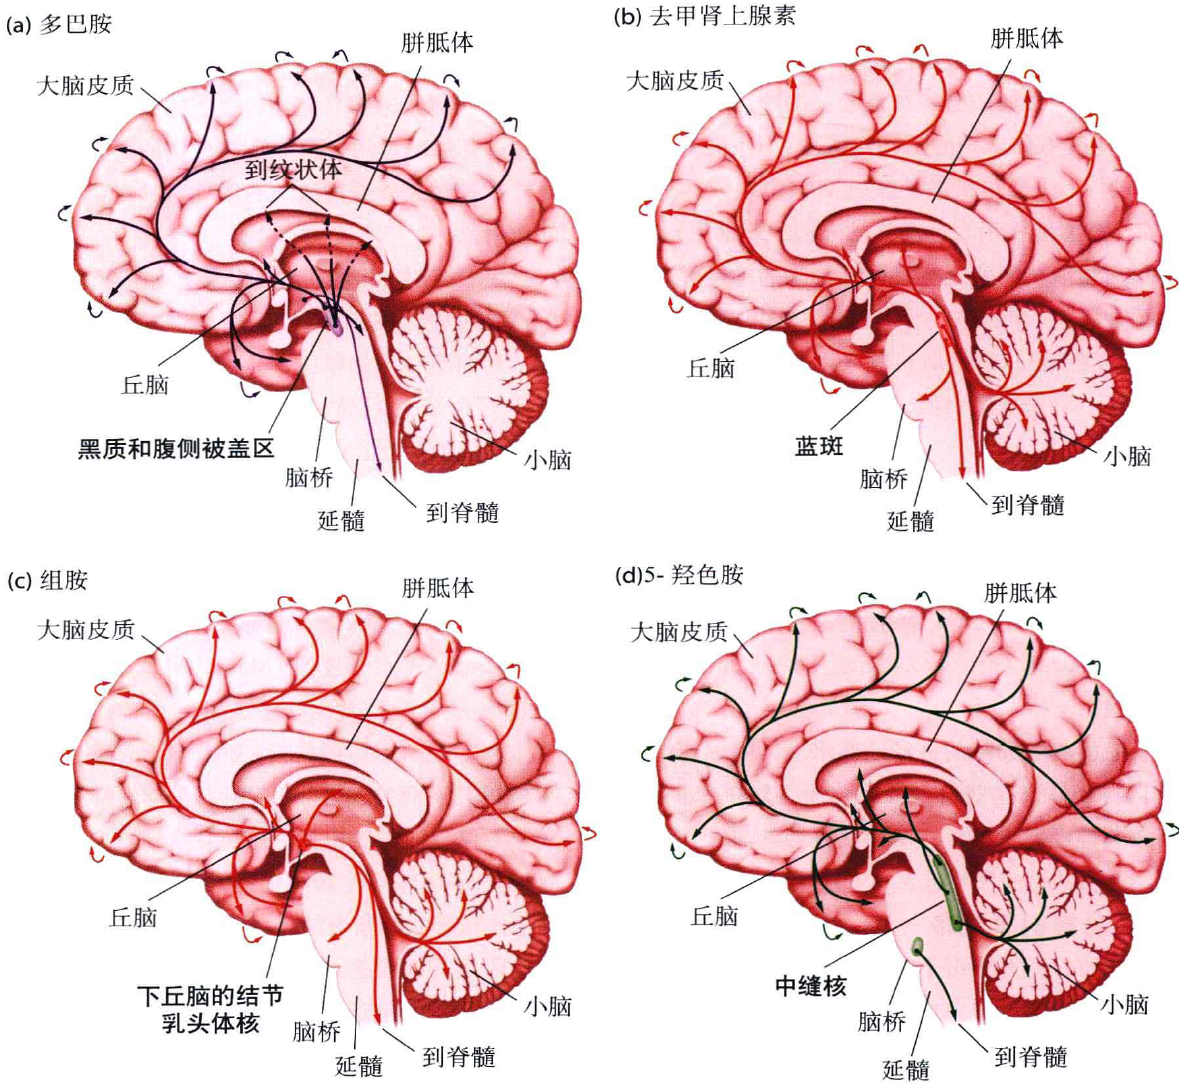 (a) 多巴胺
胼胝体
大脑皮质
到纹状体
丘脑
黑质和腹侧被盖区
脑桥
延髓
到脊髓
小脑
(b) 去甲肾上腺素
胼胝体
大脑皮质
丘脑
蓝斑
脑桥
延髓
到脊髓
小脑
(c) 组胺
胼胝体
大脑皮质
丘脑
下丘脑的结节
乳头体核
脑桥
延髓
到脊髓
小脑
(d)5- 羟色胺
胼胝体
大脑皮质
丘脑
中缝核
脑桥
延髓
到脊髓
小脑